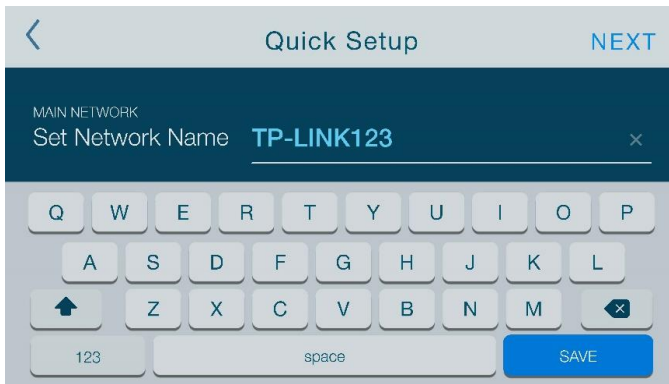 Quick Setup NEXT
MAIN NETWORK
Set Network Name TP-LINK123
Q W E R T Y U I O P
A S D F G H J K L
Z X C V B N M
123 space SAVE